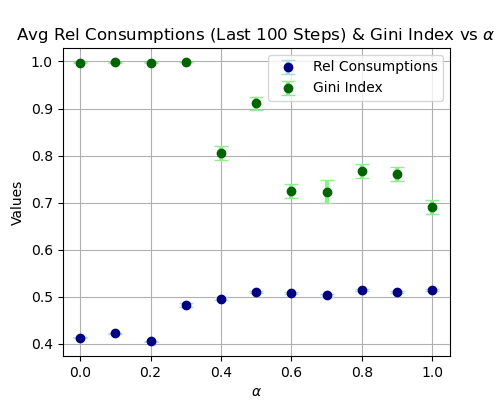 Avg Rel Consumptions (Last 100 Steps) & Gini Index vs α
Rel Consumptions
Gini Index
Values
1.0
0.9
0.8
0.7
0.6
0.5
0.4
0.0 0.2 0.4 0.6 0.8 1.0
α